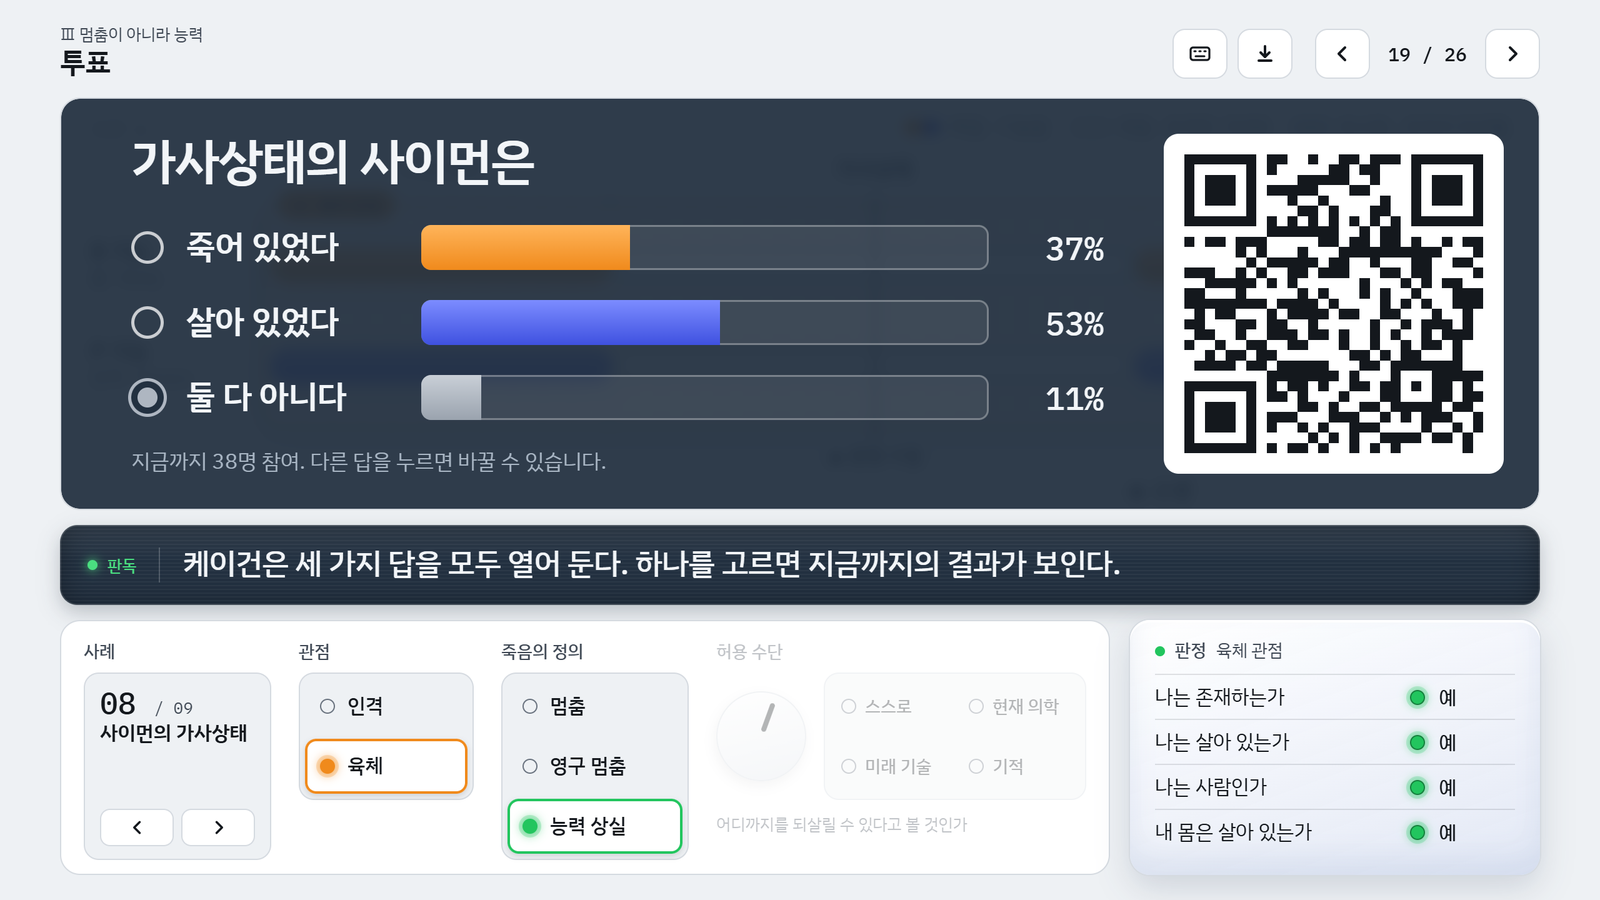 Ⅲ 멈춤이 아니라 능력
투표
19 / 26
가사상태의 사이먼은
죽어 있었다 37%
살아 있었다 53%
둘 다 아니다 11%
지금까지 38명 참여. 다른 답을 누르면 바꿀 수 있습니다.
판독 케이건은 세 가지 답을 모두 열어 둔다. 하나를 고르면 지금까지의 결과가 보인다.
사례
08 / 09
사이먼의 가사상태
관점
인격
육체
죽음의 정의
멈춤
영구 멈춤
능력 상실
허용 수단
스스로 현재 의학
미래 기술 기적
어디까지를 되살릴 수 있다고 볼 것인가
판정 육체 관점
나는 존재하는가 예
나는 살아 있는가 예
나는 사람인가 예
내 몸은 살아 있는가 예